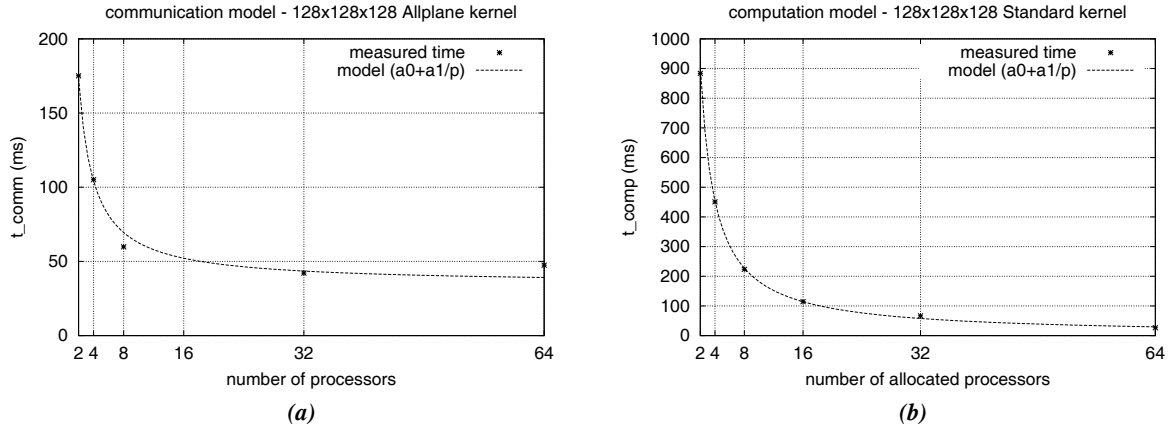 communication model - 128x128x128 Allplane kernel
200
150
100
50
0
t_comm (ms)
measured time
model (a0+a1/p)
2 4 8 16 32 64
number of processors
(a)
computation model - 128x128x128 Standard kernel
1000
900
800
700
600
500
400
300
200
100
0
t_comp (ms)
measured time
model (a0+a1/p)
2 4 8 16 32 64
number of allocated processors
(b)